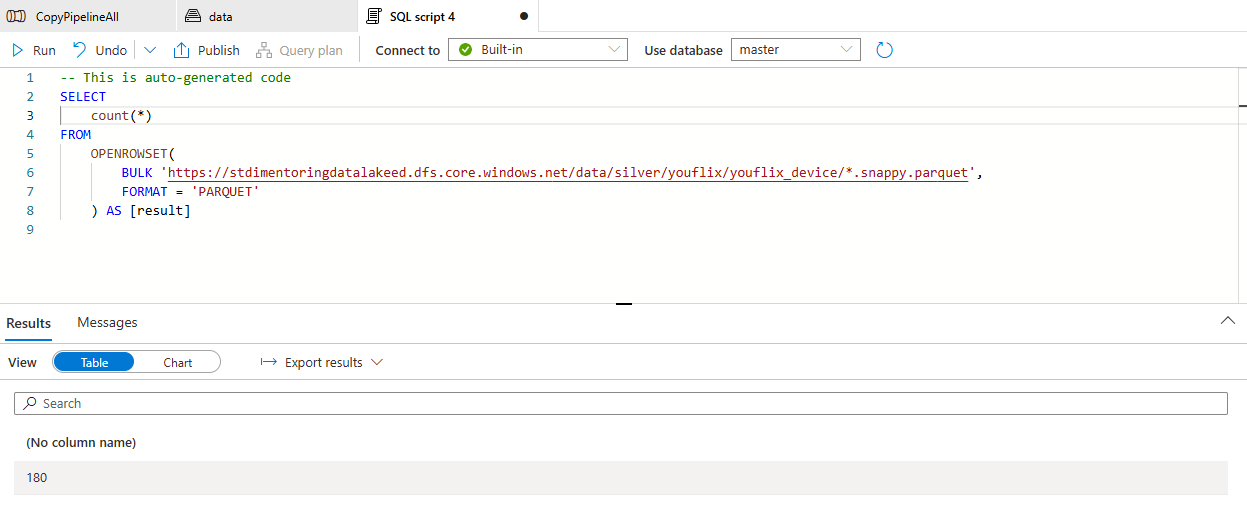 CopyPipelineAll data SQL script 4
Run Undo Publish Query plan Connect to Built-in Use database master
1 -- This is auto-generated code
2 SELECT
3 count(*)
4 FROM
5 OPENROWSET(
6 BULK 'https://stdimentoringdatalakeed.dfs.core.windows.net/data/silver/youflix/youflix_device/*.snappy.parquet',
7 FORMAT = 'PARQUET'
8 ) AS [result]
9
Results Messages
View Table Chart Export results
Search
(No column name)
180